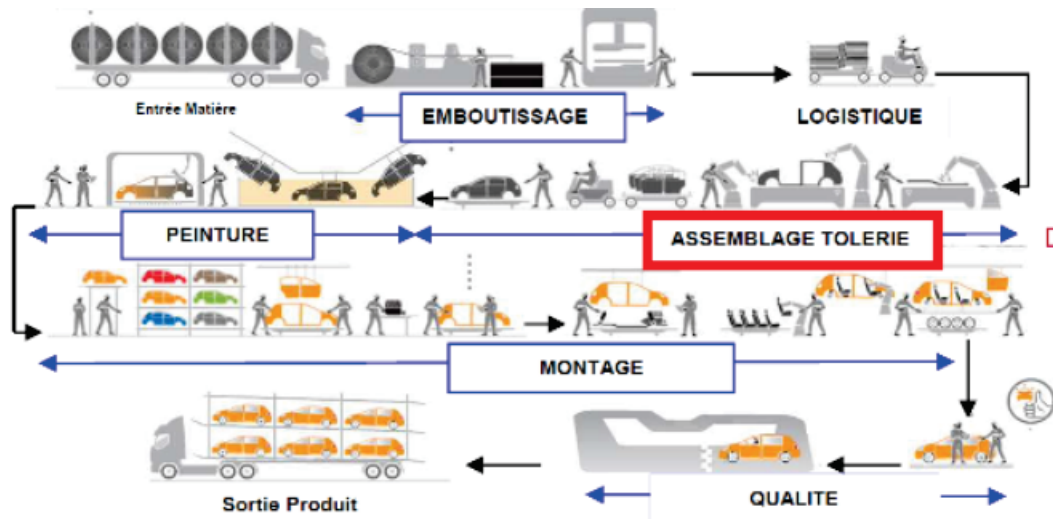 Entrée Matière
EMBOUTISSAGE
LOGISTIQUE
PEINTURE
ASSEMBLAGE TOLERIE
MONTAGE
Sortie Produit
QUALITE